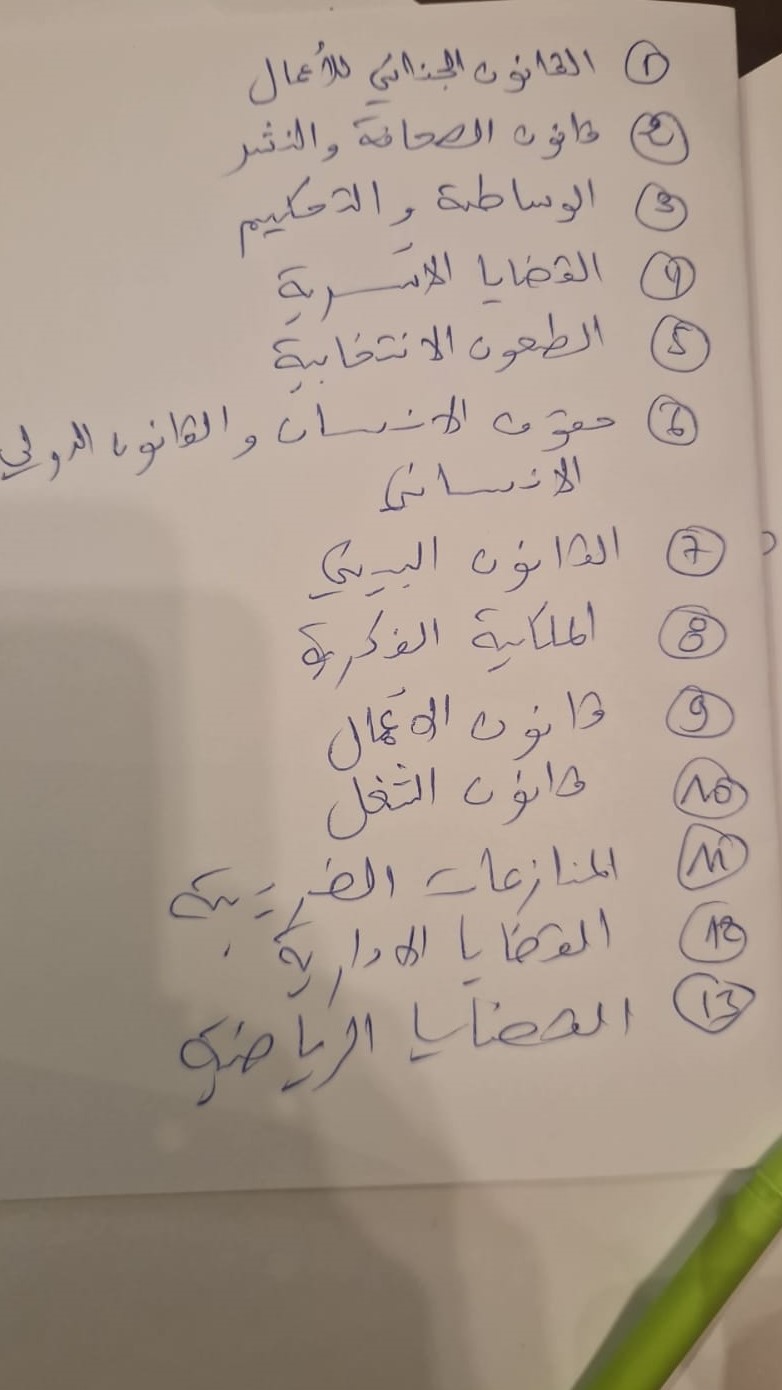 1 القانون الجنائي للأعمال
2 قانون الصحافة والنشر
3 الوساطة والتحكيم
4 القضايا الأسرية
5 الطعون الانتخابية
6 حقوق الانسان والقانون الدولي
الانساني
7 القانون البيئي
8 الملكية الفكرية
9 قانون الأعمال
10 قانون الشغل
11 المنازعات الضريبية
12 القضايا الادارية
13 القضايا الرياضية